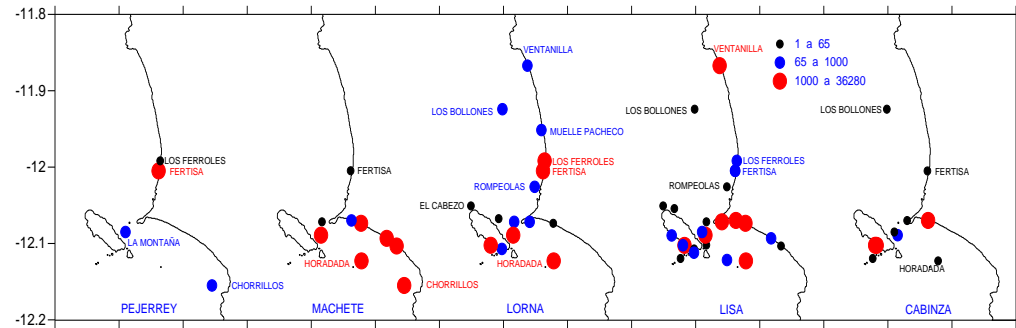 -11.8
-11.9
-12
-12.1
-12.2
LOS FERROLES
FERTISA
LA MONTAÑA
CHORRILLOS
PEJERREY
FERTISA
HORADADA
CHORRILLOS
MACHETE
VENTANILLA
LOS BOLLONES
MUELLE PACHECO
LOS FERROLES
FERTISA
ROMPEOLAS
EL CABEZO
HORADADA
LORNA
VENTANILLA
LOS BOLLONES
LOS FERROLES
FERTISA
ROMPEOLAS
LISA
1 a 65
65 a 1000
1000 a 36280
LOS BOLLONES
FERTISA
HORADADA
CABINZA